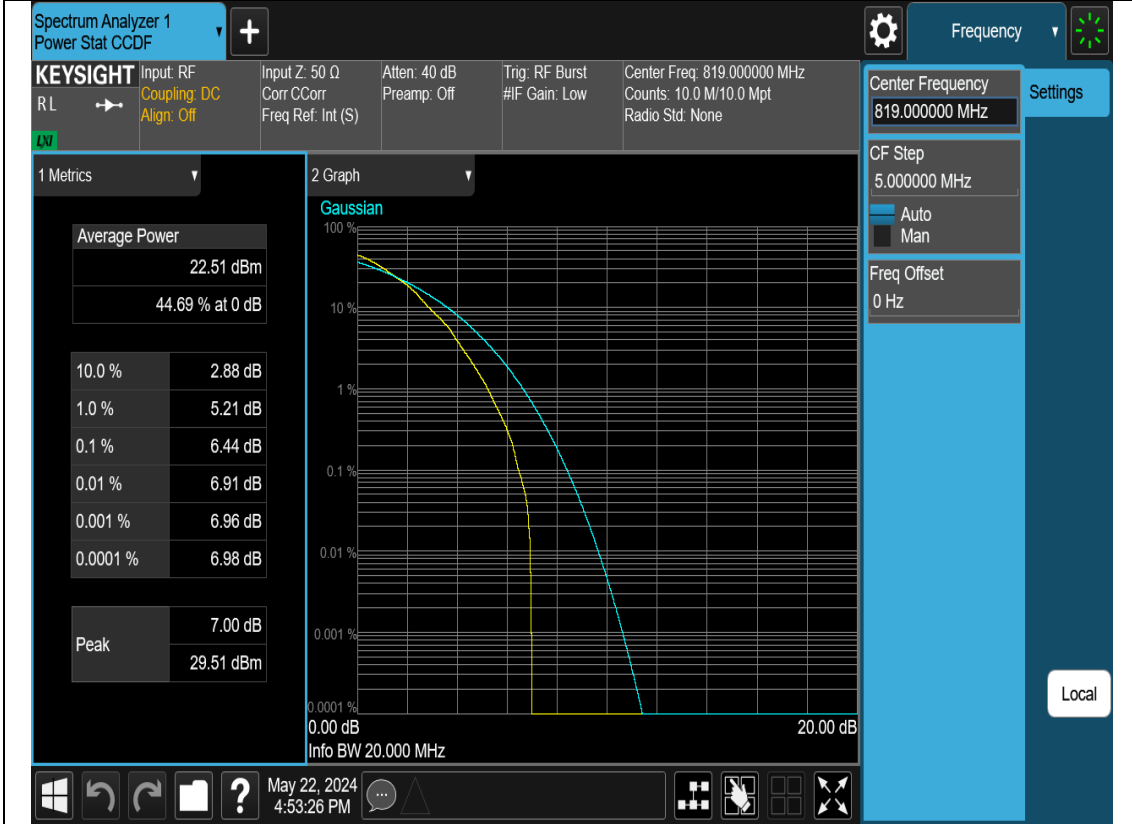 Spectrum Analyzer 1
Power Stat CCDF
Frequency
KEYSIGHT
RL
LXI
Input: RF
Coupling: DC
Align: Off
Input Z: 50 Ω
Corr CCorr
Freq Ref: Int (S)
Atten: 40 dB
Preamp: Off
Trig: RF Burst
#IF Gain: Low
Center Freq: 819.000000 MHz
Counts: 10.0 M/10.0 Mpt
Radio Std: None
Center Frequency
819.000000 MHz
Settings
CF Step
5.000000 MHz
Auto
Man
Freq Offset
0 Hz
Local
1 Metrics
Average Power
22.51 dBm
44.69 % at 0 dB
10.0 % 2.88 dB
1.0 % 5.21 dB
0.1 % 6.44 dB
0.01 % 6.91 dB
0.001 % 6.96 dB
0.0001 % 6.98 dB
Peak
7.00 dB
29.51 dBm
2 Graph
Gaussian
100 %
10 %
1 %
0.1 %
0.01 %
0.001 %
0.0001 %
0.00 dB 20.00 dB
Info BW 20.000 MHz
?
May 22, 2024
4:53:26 PM